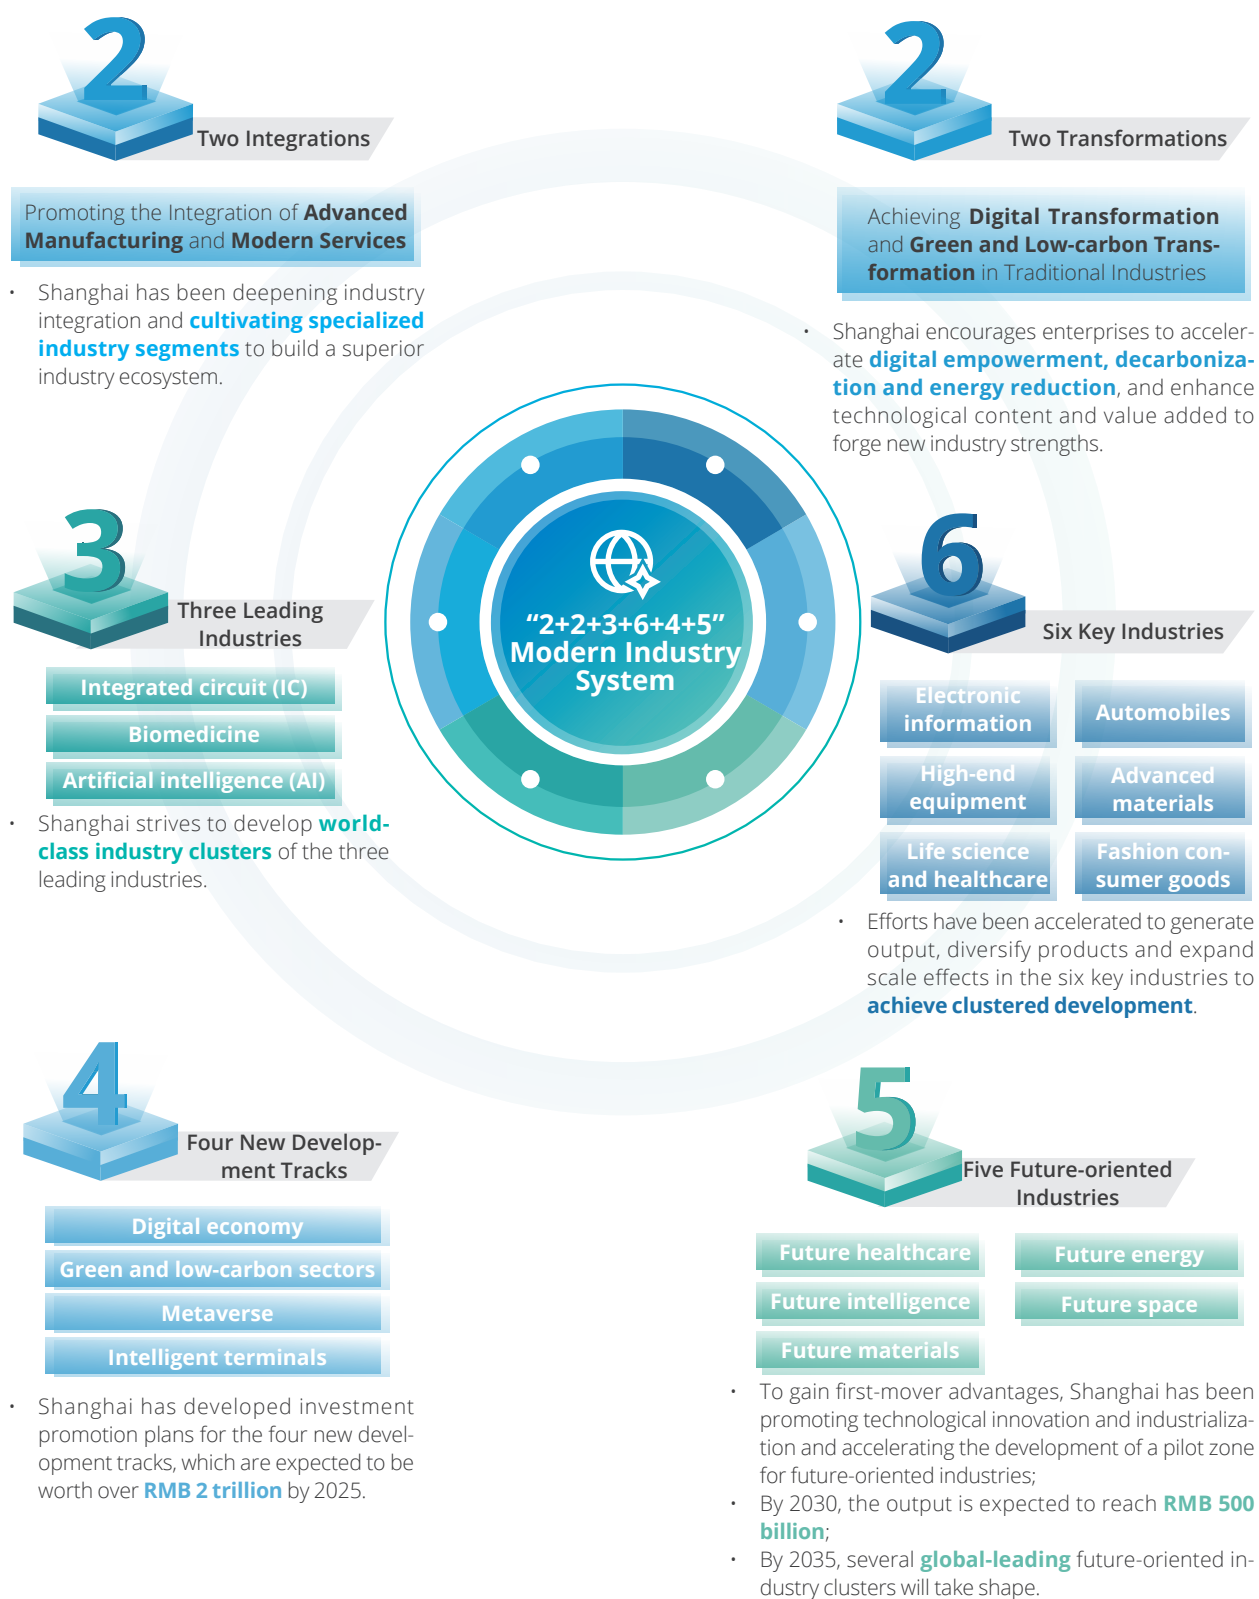 2
Two Integrations
Promoting the Integration of Advanced
Manufacturing and Modern Services
• Shanghai has been deepening industry
integration and cultivating specialized
industry segments to build a superior
industry ecosystem.
2
Two Transformations
Achieving Digital Transformation
and Green and Low-carbon Trans-
formation in Traditional Industries
• Shanghai encourages enterprises to acceler-
ate digital empowerment, decarboniza-
tion and energy reduction, and enhance
technological content and value added to
forge new industry strengths.
“2+2+3+6+4+5”
Modern Industry
System
3
Three Leading
Industries
Integrated circuit (IC)
Biomedicine
Artificial intelligence (AI)
• Shanghai strives to develop world-
class industry clusters of the three
leading industries.
6
Six Key Industries
Electronic
information
Automobiles
High-end
equipment
Advanced
materials
Life science
and healthcare
Fashion con-
sumer goods
• Efforts have been accelerated to generate
output, diversify products and expand
scale effects in the six key industries to
achieve clustered development.
4
Four New Develop-
ment Tracks
Digital economy
Green and low-carbon sectors
Metaverse
Intelligent terminals
• Shanghai has developed investment
promotion plans for the four new devel-
opment tracks, which are expected to be
worth over RMB 2 trillion by 2025.
5
Five Future-oriented
Industries
Future healthcare
Future energy
Future intelligence
Future space
Future materials
• To gain first-mover advantages, Shanghai has been
promoting technological innovation and industrializa-
tion and accelerating the development of a pilot zone
for future-oriented industries;
• By 2030, the output is expected to reach RMB 500
billion;
• By 2035, several global-leading future-oriented in-
dustry clusters will take shape.